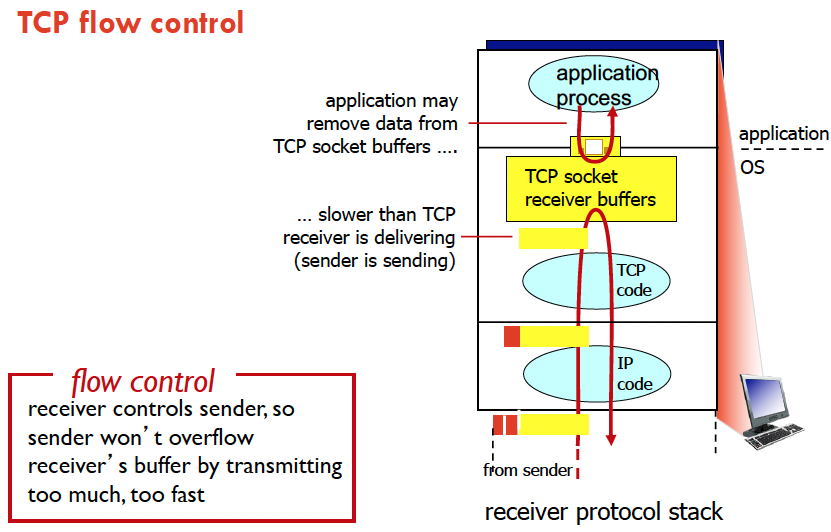 TCP flow control
application may
remove data from
TCP socket buffers ….
… slower than TCP
receiver is delivering
(sender is sending)
flow control
receiver controls sender, so
sender won’t overflow
receiver’s buffer by transmitting
too much, too fast
application
process
TCP socket
receiver buffers
TCP
code
IP
code
from sender
application
OS
receiver protocol stack